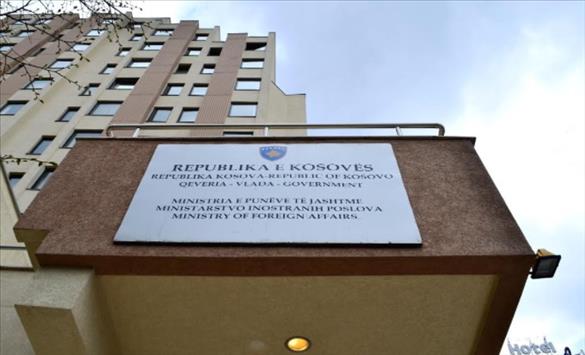 REPUBLIKA E KOSOVËS
REPUBLIKA KOSOVA-REPUBLIC OF KOSOVO
QEVERIA - VLADA - GOVERNMENT
MINISTRIA E PUNËVE TË JASHTME
MINISTARSTVO INOSTRANIH POSLOVA
MINISTRY OF FOREIGN AFFAIRS
Hotel